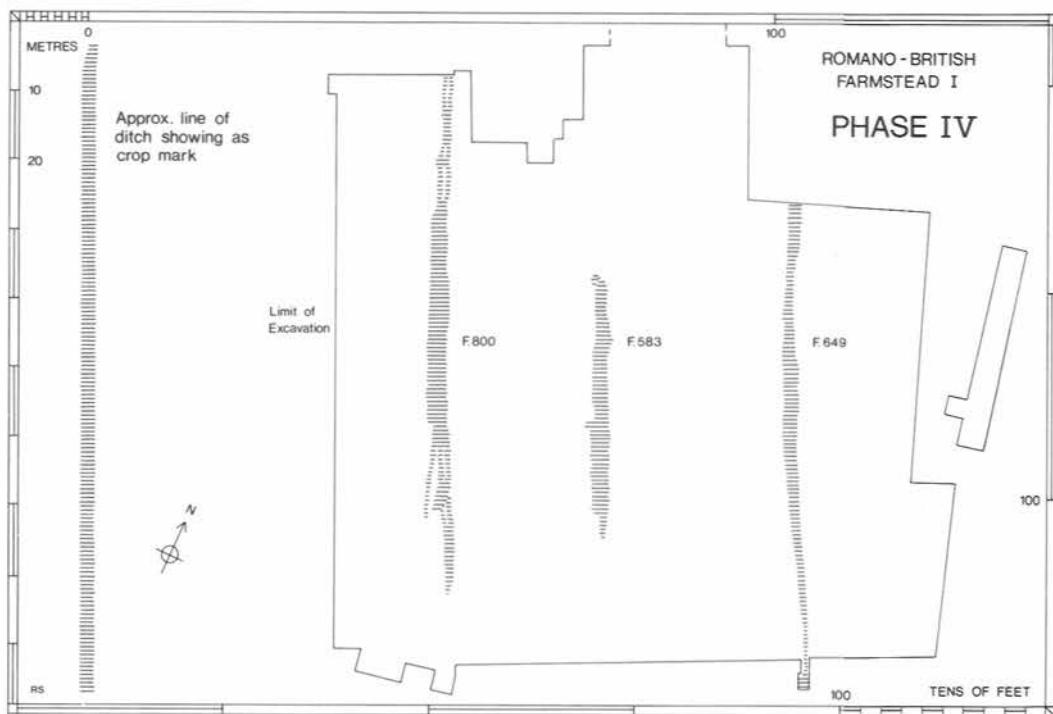 0
100
METRES
ROMANO-BRITISH
FARMSTEAD I
PHASE IV
10
Approx. line of
ditch showing as
crop mark
20
Limit of
Excavation
F.800
F.583
F.649
100
N
RS
100
TENS OF FEET